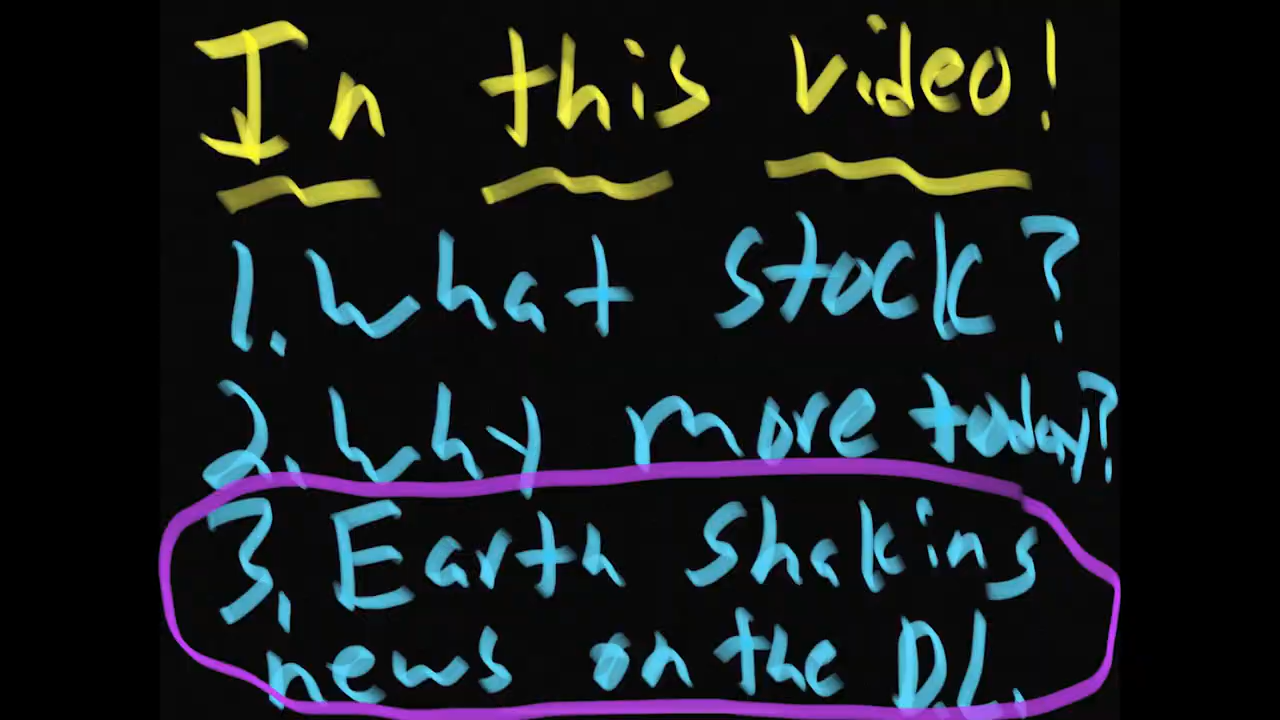 In this video!
1. What stock?
2. Why more today?
3. Earth Shaking
news on the D.L.